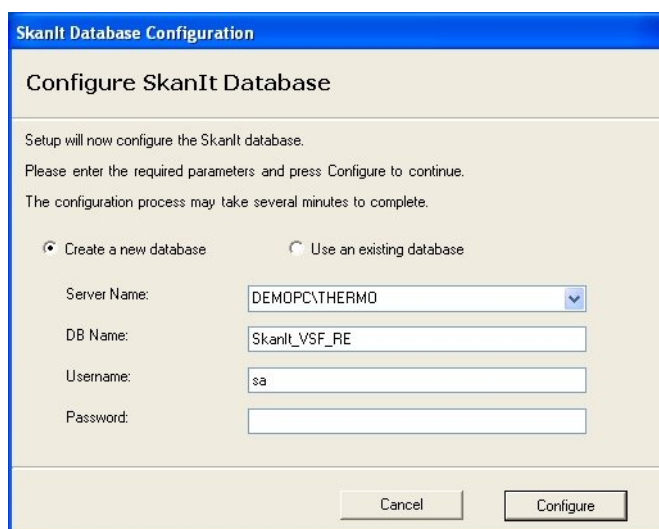 SkanIt Database Configuration
Configure SkanIt Database
Setup will now configure the SkanIt database.
Please enter the required parameters and press Configure to continue.
The configuration process may take several minutes to complete.
Create a new database Use an existing database
Server Name: DEMOPC\THERMO
DB Name: SkanIt_VSF_RE
Username: sa
Password:
Cancel Configure